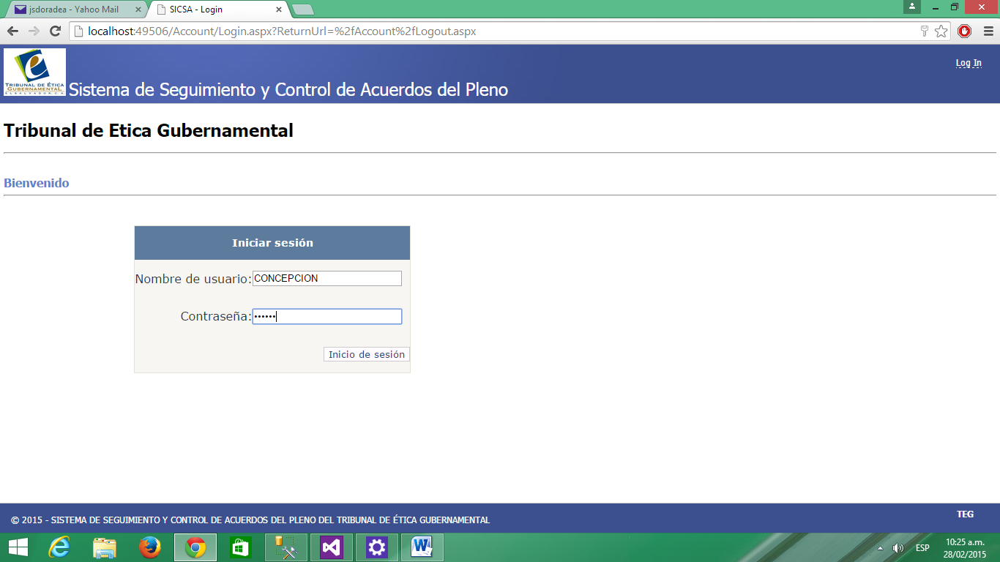 jsdoradea - Yahoo Mail
SICSA - Login
localhost:49506/Account/Login.aspx?ReturnUrl=%2fAccount%2fLogout.aspx
Log In
TRIBUNAL DE ÉTICA
GUBERNAMENTAL
EL SALVADOR, C.A.
Sistema de Seguimiento y Control de Acuerdos del Pleno
Tribunal de Etica Gubernamental
Bienvenido
Iniciar sesión
Nombre de usuario: CONCEPCION
Contraseña: ••••••
Inicio de sesión
© 2015 - SISTEMA DE SEGUIMIENTO Y CONTROL DE ACUERDOS DEL PLENO DEL TRIBUNAL DE ÉTICA GUBERNAMENTAL
TEG
ESP
10:25 a.m.
28/02/2015